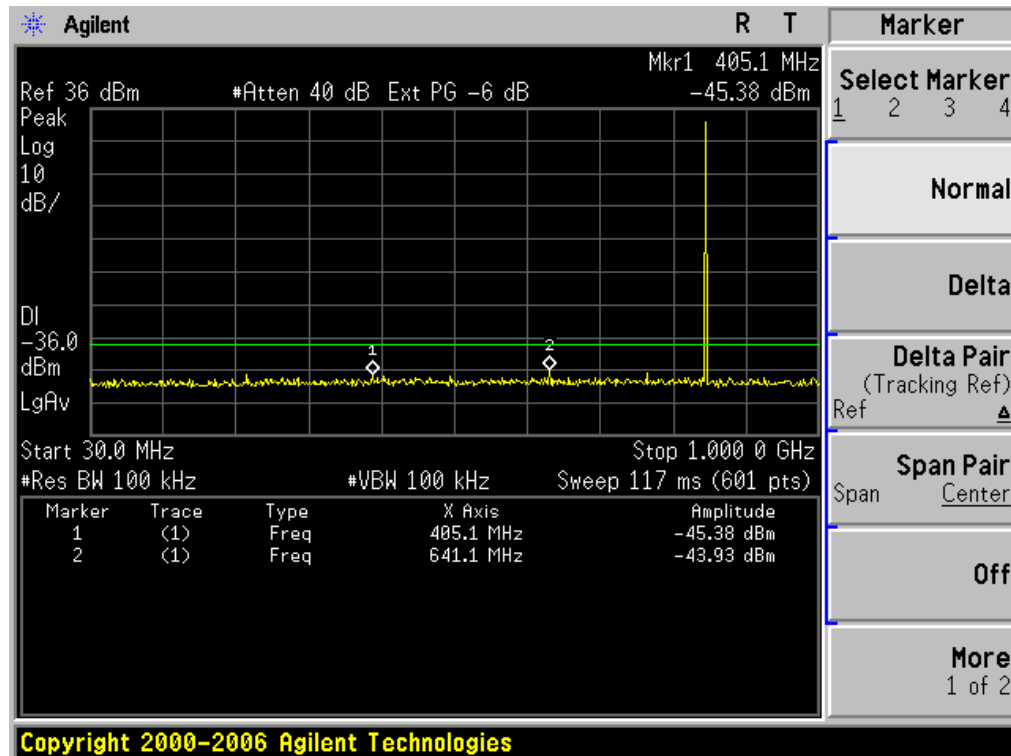 Agilent R T
Mkr1 405.1 MHz
Ref 36 dBm #Atten 40 dB Ext PG -6 dB -45.38 dBm
Peak
Log
10
dB/
DI
-36.0
dBm
LgAv
1
2
Start 30.0 MHz Stop 1.000 0 GHz
#Res BW 100 kHz #VBW 100 kHz Sweep 117 ms (601 pts)
Marker Trace Type X Axis Amplitude
1 (1) Freq 405.1 MHz -45.38 dBm
2 (1) Freq 641.1 MHz -43.93 dBm
Marker
Select Marker
1 2 3 4
Normal
Delta
Delta Pair
(Tracking Ref)
Ref Δ
Span Pair
Span Center
Off
More
1 of 2
Copyright 2000-2006 Agilent Technologies